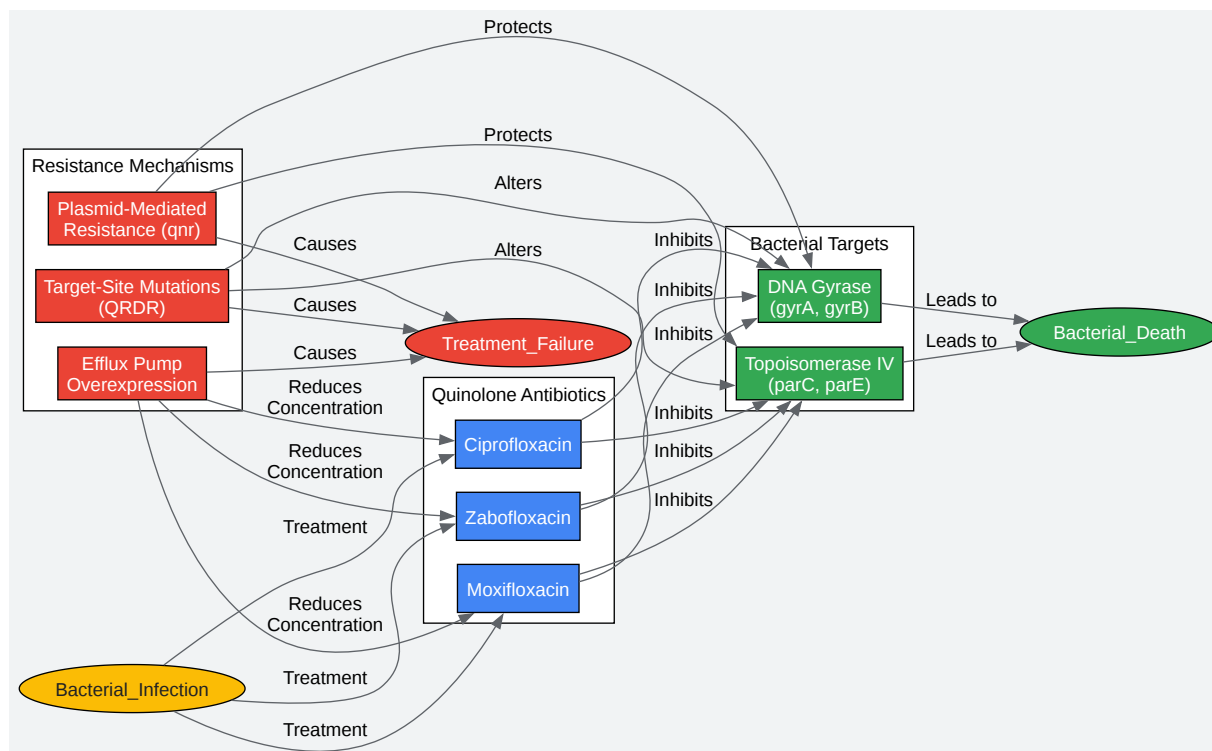 Protects
Protects
Resistance Mechanisms
Plasmid-Mediated
Resistance (qnr)
Alters
Causes
Alters
Inhibits
Bacterial Targets
Target-Site Mutations
(QRDR)
Causes
Inhibits
DNA Gyrase
(gyrA, gyrB)
Leads to
Bacterial_Death
Treatment_Failure
Inhibits
Leads to
Efflux Pump
Overexpression
Causes
Topoisomerase IV
(parC, parE)
Reduces
Concentration
Quinolone Antibiotics
Inhibits
Ciprofloxacin
Reduces
Concentration
Inhibits
Inhibits
Zabofloxacin
Treatment
Moxifloxacin
Reduces
Concentration
Bacterial_Infection
Treatment
Treatment